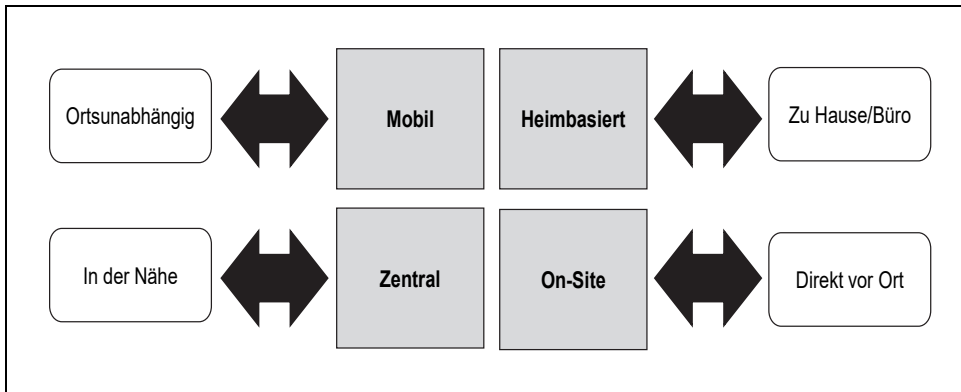 Ortsunabhängig
Mobil
Heimbasiert
Zu Hause/Büro
In der Nähe
Zentral
On-Site
Direkt vor Ort